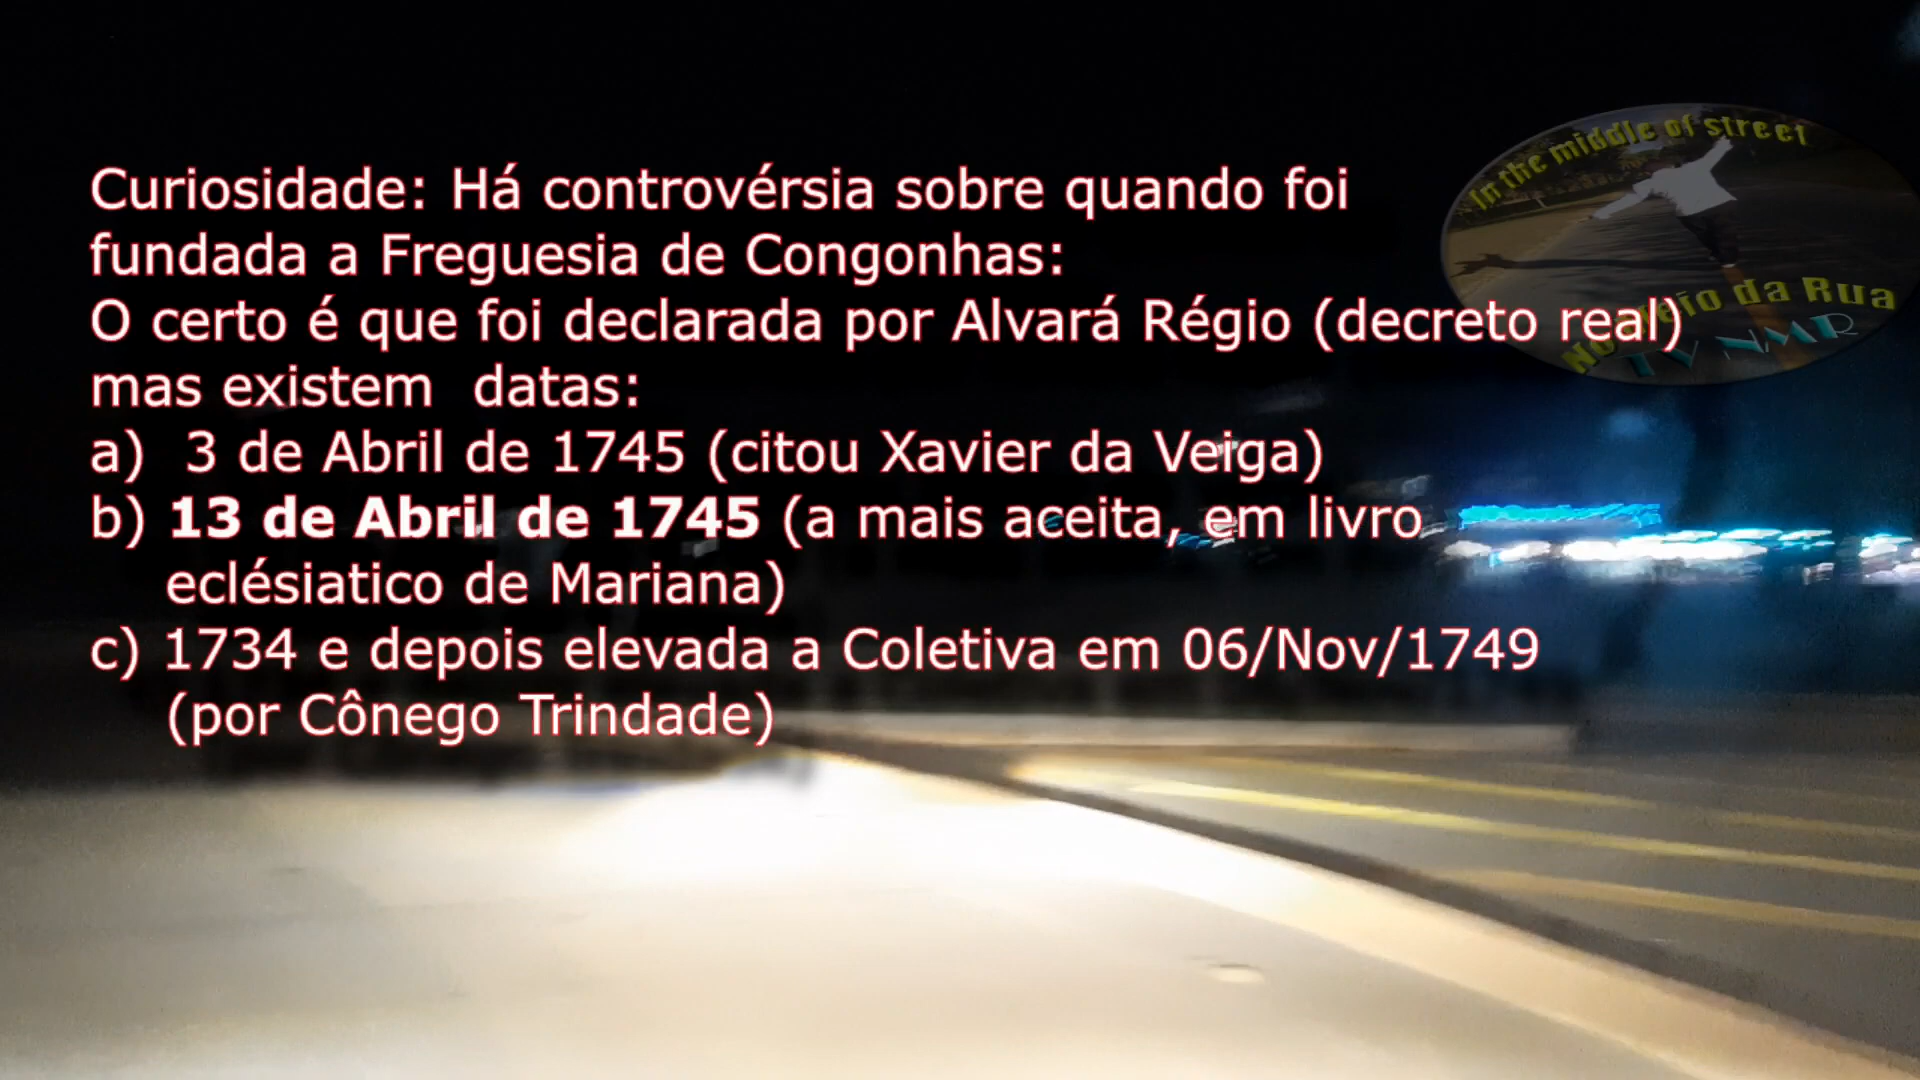 In the middle of street
Curiosidade: Há controvérsia sobre quando foi
fundada a Freguesia de Congonhas:
O certo é que foi declarada por Alvará Régio (decreto real)
No Meio da Rua
TV NMR
mas existem  datas:
a)  3 de Abril de 1745 (citou Xavier da Veiga)
b) 13 de Abril de 1745 (a mais aceita, em livro
eclésiatico de Mariana)
c) 1734 e depois elevada a Coletiva em 06/Nov/1749
(por Cônego Trindade)